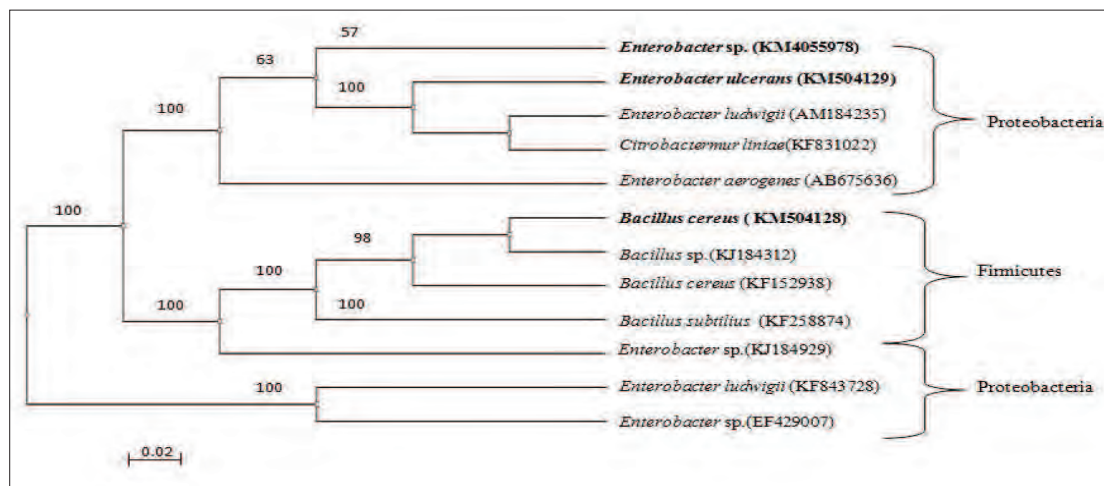 57
Enterobacter sp. (KM4055978)
63
Enterobacter ulcerans (KM504129)
100
100
Enterobacter ludwigii (AM184235)
Proteobacteria
Citrobactermur liniae(KF831022)
Enterobacter aerogenes (AB675636)
100
Bacillus cereus ( KM504128)
98
Bacillus sp.(KJ184312)
100
Firmicutes
Bacillus cereus (KF152938)
100
100
Bacillus subtilius (KF258874)
Enterobacter sp.(KJ184929)
100
Enterobacter ludwigii (KF843728)
Proteobacteria
Enterobacter sp.(EF429007)
0.02